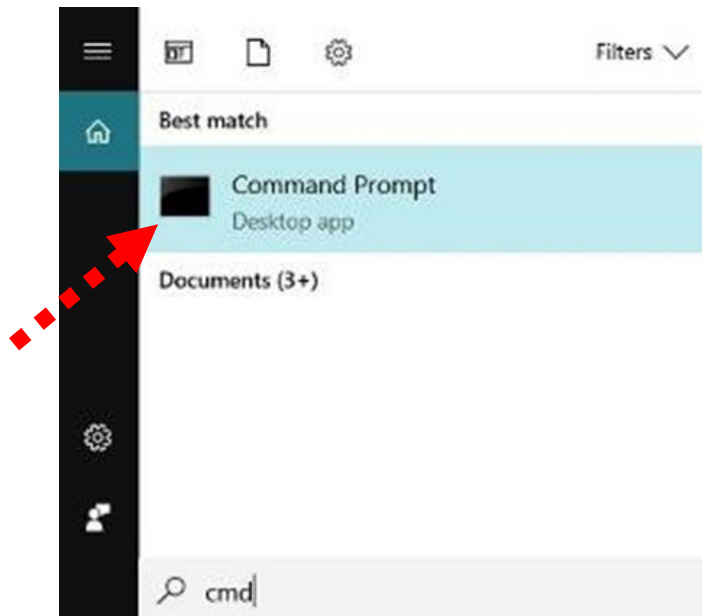 Filters
Best match
Command Prompt
Desktop app
Documents (3+)
cmd